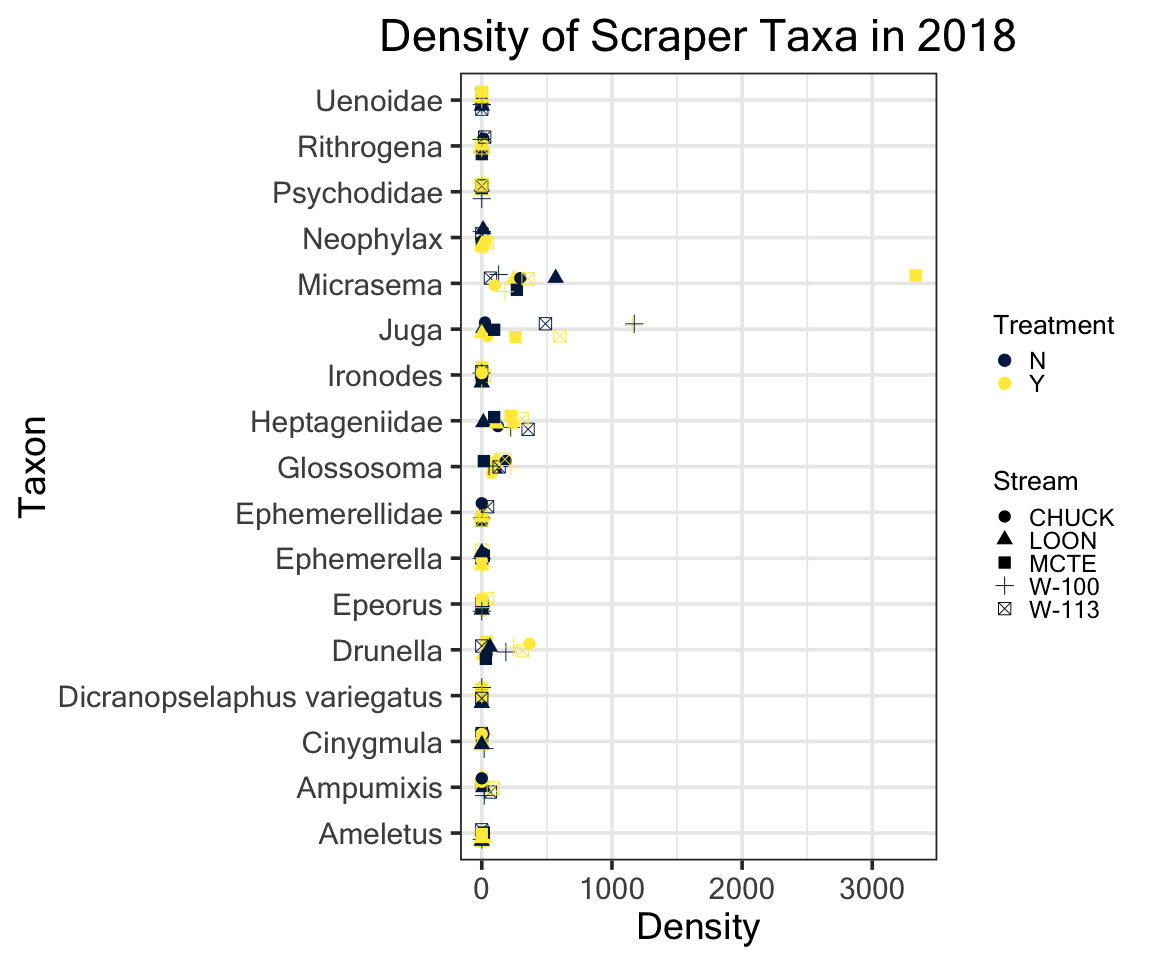 Density of Scraper Taxa in 2018
Taxon
Uenoidae
Rithrogena
Psychodidae
Neophylax
Micrasema
Juga
Ironodes
Heptageniidae
Glossosoma
Ephemerellidae
Ephemerella
Epeorus
Drunella
Dicranopselaphus variegatus
Cinygmula
Ampumixis
Ameletus
0 1000 2000 3000
Density
Treatment
N
Y
Stream
CHUCK
LOON
MCTE
W-100
W-113